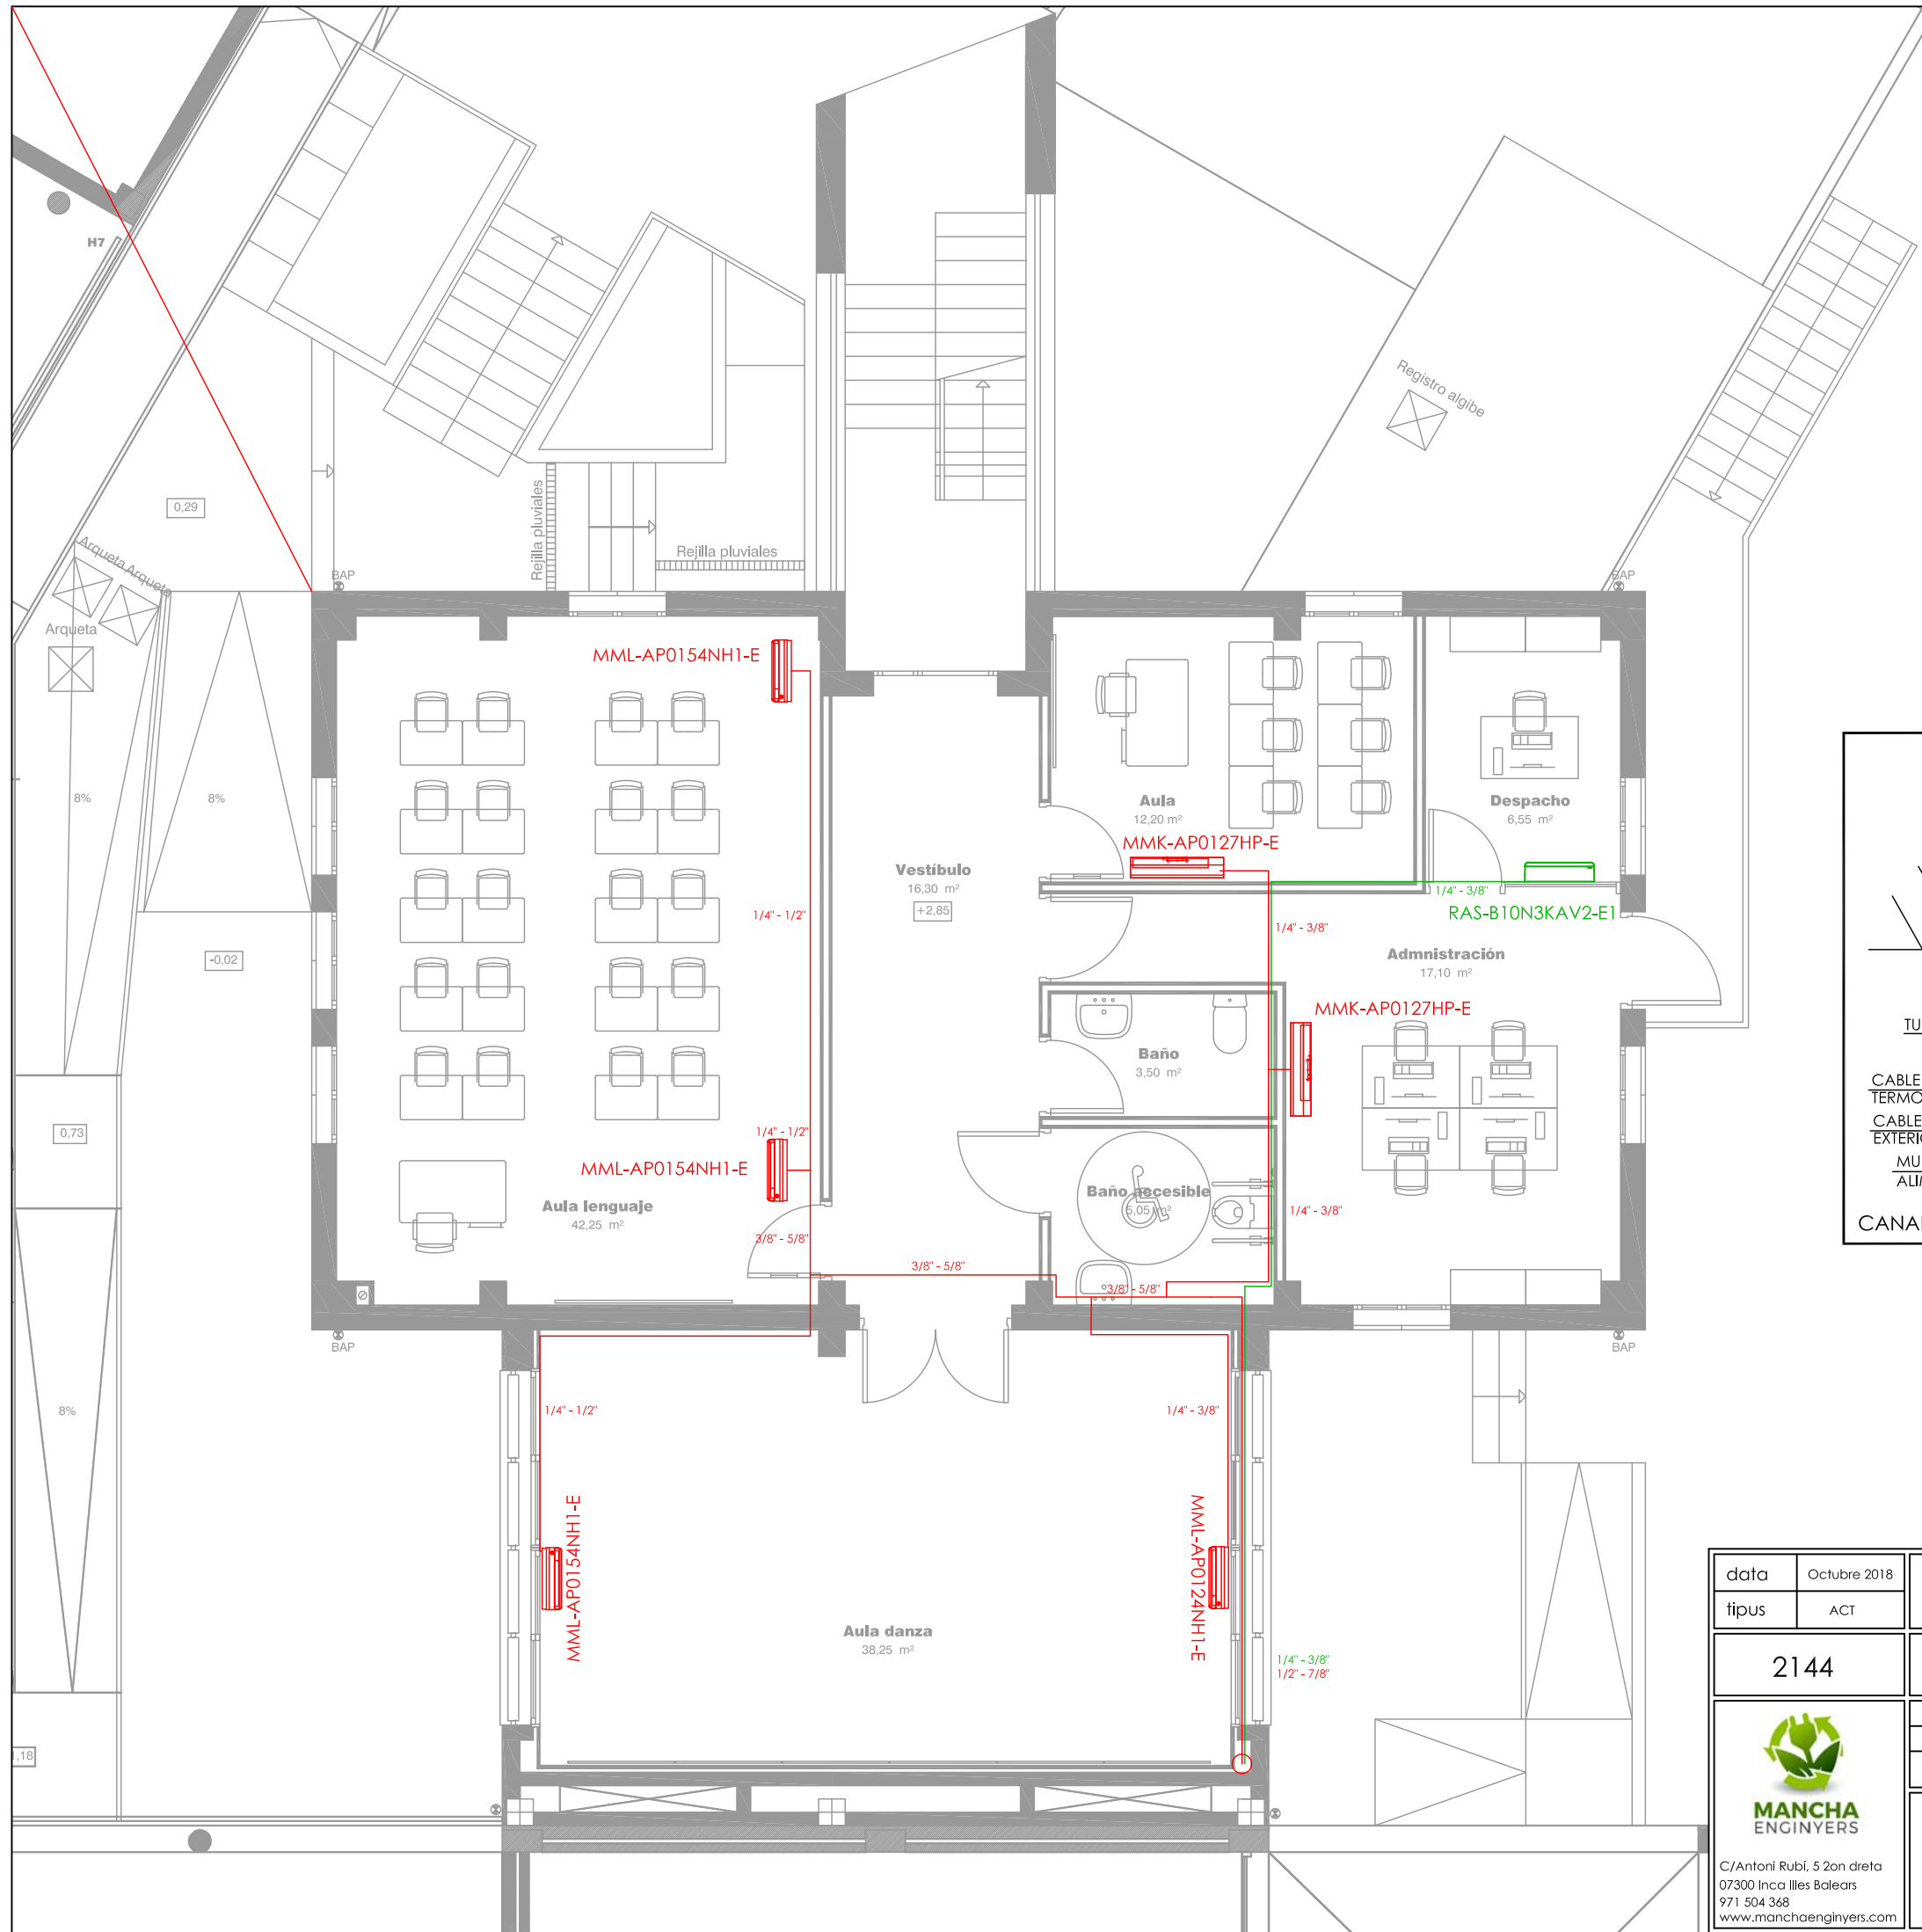 H7
0,29
Arqueta
Arqueta
Arqueta
8%
8%
-0,02
0,73
8%
1,18
Rejilla pluviales
Rejilla pluviales
Registro algibe
BAP
BAP
MML-AP0154NH1-E
1/4" - 1/2"
1/4" - 1/2"
MML-AP0154NH1-E
Aula lenguaje
42,25 m²
3/8" - 5/8"
3/8" - 5/8"
3/8" - 5/8"
Vestíbulo
16,30 m²
+2,85
Aula
12,20 m²
MMK-AP0127HP-E
Despacho
6,55 m²
1/4" - 3/8"
RAS-B10N3KAV2-E1
1/4" - 3/8"
Admnistración
17,10 m²
MMK-AP0127HP-E
Baño
3,50 m²
Baño accesible
5,05 m²
1/4" - 3/8"
BAP
BAP
1/4" - 1/2"
1/4" - 3/8"
MML-AP0154NH1-E
MML-AP0124NH1-E
Aula danza
38,25 m²
1/4" - 3/8"
1/2" - 7/8"
CABLE
data Octubre 2018
tipus ACT
2144
MANCHA
ENGINYERS
C/Antoni Rubí, 5 2on dreta
07300 Inca Illes Balears
971 504 368
www.manchaenginyers.com